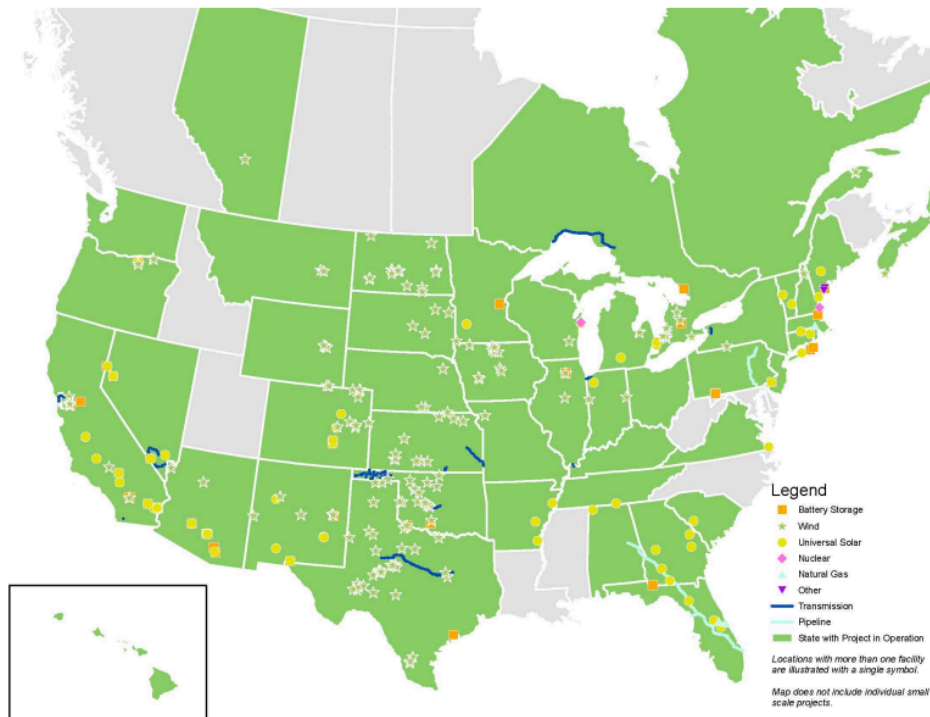 Legend
Battery Storage
Wind
Universal Solar
Nuclear
Natural Gas
Other
Transmission
Pipeline
State with Project in Operation
Locations with more than one facility
are illustrated with a single symbol.
Map does not include individual small
scale projects.